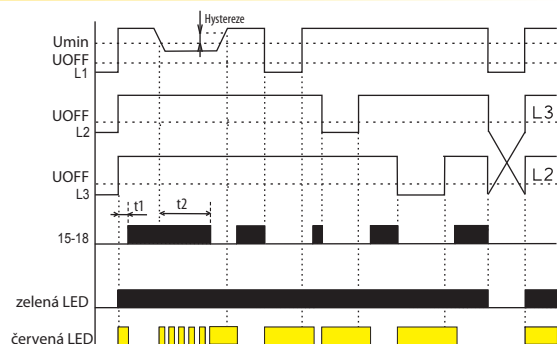 Hystereze
Umin
UOFF
L1
UOFF
L2
L3
UOFF
L3
L2
t1
t2
15-18
zelená LED
červená LED